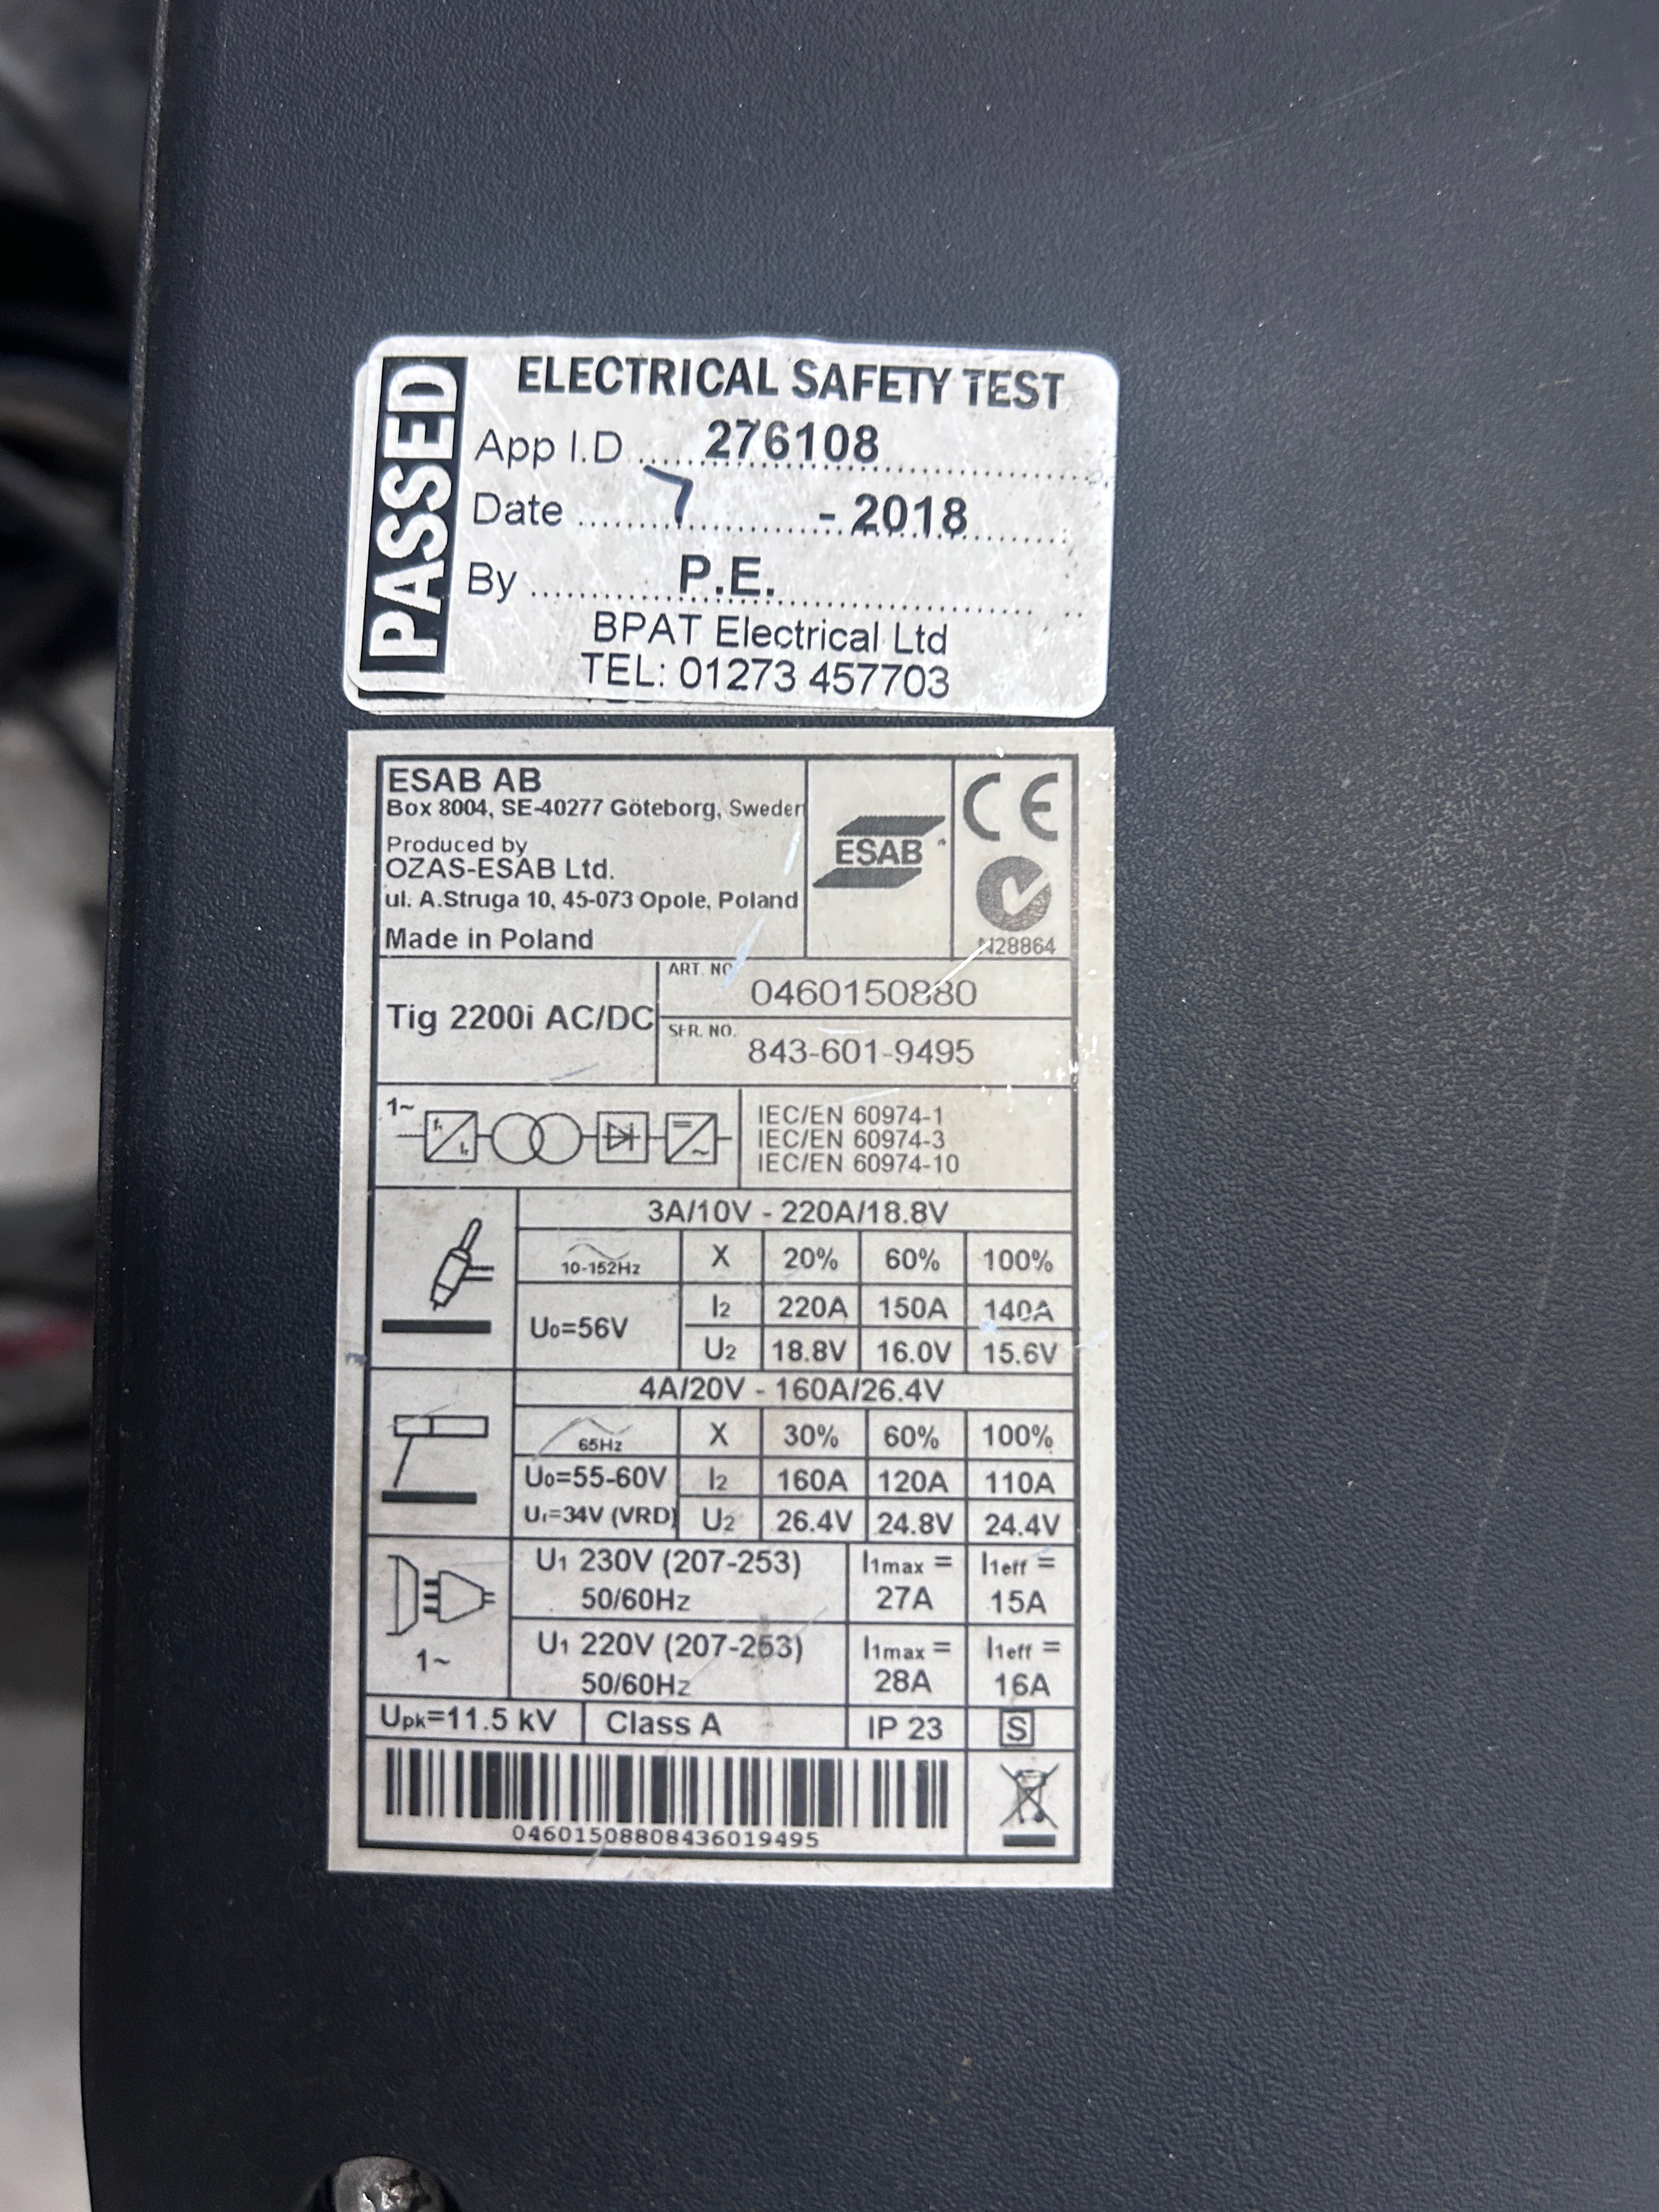 PASSED
ELECTRICAL SAFETY TEST
App I.D ..... 276108
Date ..... 7 ..... - 2018
By ..... P.E.
BPAT Electrical Ltd
TEL: 01273 457703
ESAB AB
Box 8004, SE-40277 Göteborg, Sweden
Produced by
OZAS-ESAB Ltd.
ul. A.Struga 10, 45-073 Opole, Poland
Made in Poland
ESAB
CE
N28864
Tig 2200i AC/DC
ART. NO. 0460150880
SER. NO. 843-601-9495
1~ f1 f2
IEC/EN 60974-1
IEC/EN 60974-3
IEC/EN 60974-10
3A/10V - 220A/18.8V
10-152Hz X 20% 60% 100%
U0=56V I2 220A 150A 140A
U2 18.8V 16.0V 15.6V
4A/20V - 160A/26.4V
65Hz X 30% 60% 100%
U0=55-60V I2 160A 120A 110A
Ur=34V (VRD) U2 26.4V 24.8V 24.4V
U1 230V (207-253) I1max = I1eff =
50/60Hz 27A 15A
U1 220V (207-253) I1max = I1eff =
1~ 50/60Hz 28A 16A
Upk=11.5 kV Class A IP 23 S
04601508808436019495